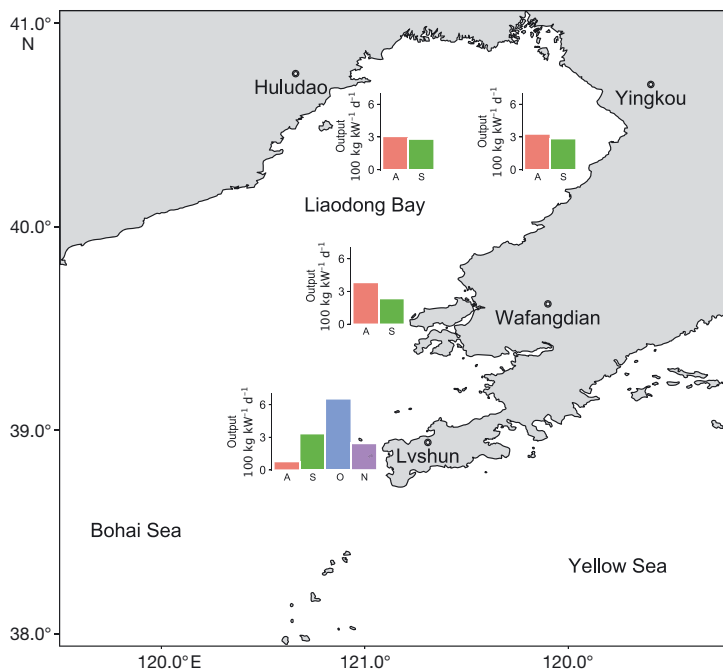 41.0°
N
Huludao
Yingkou
Output
100 kg kW⁻¹ d⁻¹
6
3
0
A S
Output
100 kg kW⁻¹ d⁻¹
6
3
0
A S
40.0°
Liaodong Bay
Output
100 kg kW⁻¹ d⁻¹
6
3
0
A S
Wafangdian
39.0°
Output
100 kg kW⁻¹ d⁻¹
6
3
0
A S O N
Lvshun
Bohai Sea
Yellow Sea
38.0°
120.0°E 121.0° 120.0°